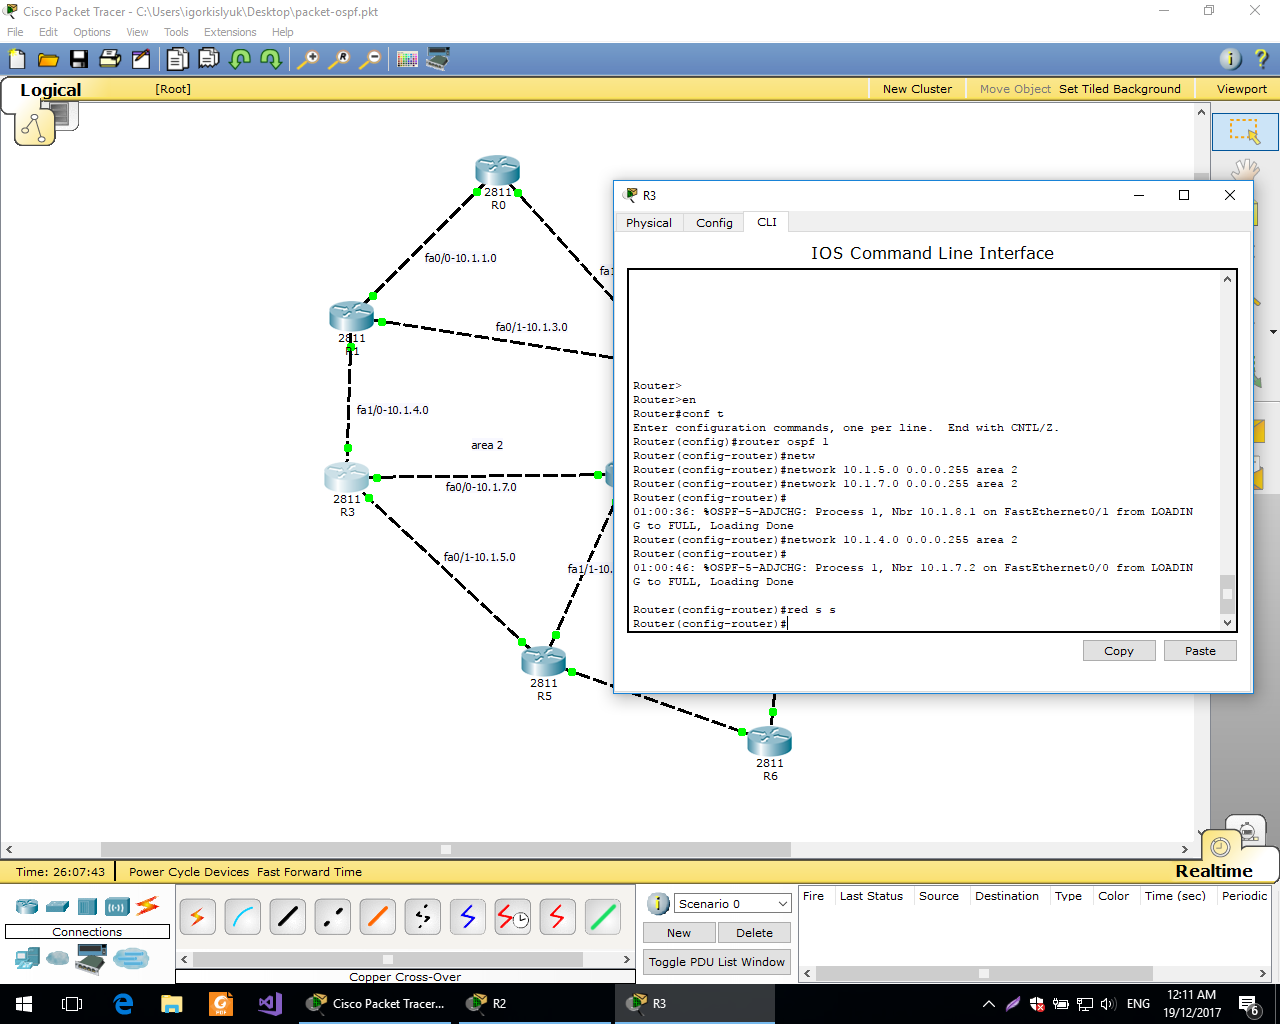 Cisco Packet Tracer - C:\Users\igorkislyuk\Desktop\packet-ospf.pkt
File Edit Options View Tools Extensions Help
Logical [Root] New Cluster Move Object Set Tiled Background Viewport
2811
R0
fa0/0-10.1.1.0
fa1
2811
R1
fa0/1-10.1.3.0
fa1/0-10.1.4.0
area 2
2811
R3
fa0/0-10.1.7.0
fa0/1-10.1.5.0
fa1/1-10.
2811
R5
2811
R6
R3
Physical Config CLI
IOS Command Line Interface
Router>
Router>en
Router#conf t
Enter configuration commands, one per line.  End with CNTL/Z.
Router(config)#router ospf 1
Router(config-router)#netw
Router(config-router)#network 10.1.5.0 0.0.0.255 area 2
Router(config-router)#network 10.1.7.0 0.0.0.255 area 2
Router(config-router)#
01:00:36: %OSPF-5-ADJCHG: Process 1, Nbr 10.1.8.1 on FastEthernet0/1 from LOADIN
G to FULL, Loading Done
Router(config-router)#network 10.1.4.0 0.0.0.255 area 2
Router(config-router)#
01:00:46: %OSPF-5-ADJCHG: Process 1, Nbr 10.1.7.2 on FastEthernet0/0 from LOADIN
G to FULL, Loading Done
Router(config-router)#red s s
Router(config-router)#
Copy Paste
Realtime
Time: 26:07:43 Power Cycle Devices Fast Forward Time
Connections
Copper Cross-Over
Scenario 0
New Delete
Toggle PDU List Window
Fire Last Status Source Destination Type Color Time (sec) Periodic
Cisco Packet Tracer... R2 R3
ENG
12:11 AM
19/12/2017
6